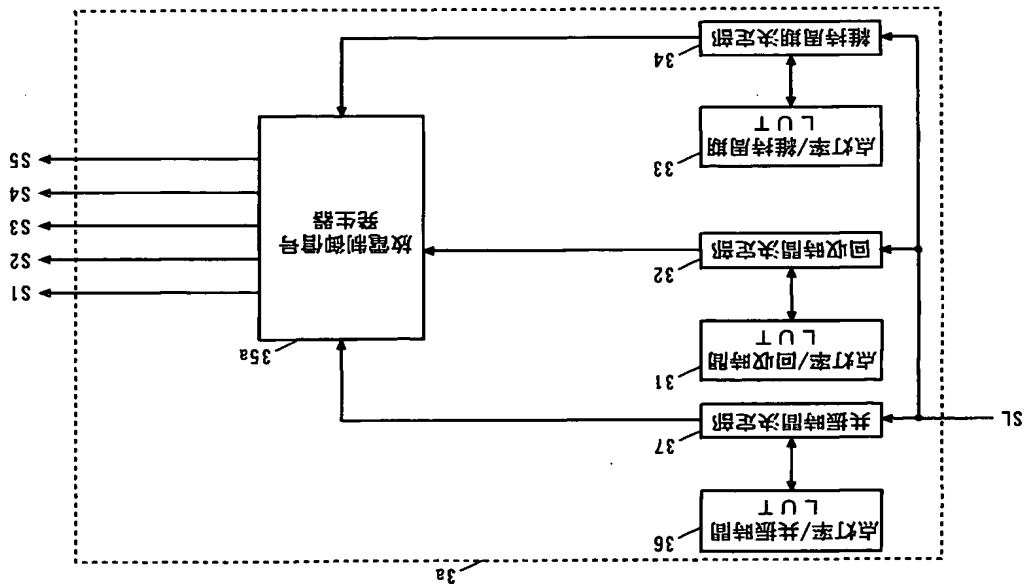 3a
36
点灯率/共振時間
LUT
37
共振時間決定部
SL
31
点灯率/回収時間
LUT
32
回収時間決定部
33
点灯率/維持周期
LUT
34
維持周期決定部
35a
放電制御信号
発生器
S1
S2
S3
S4
S5